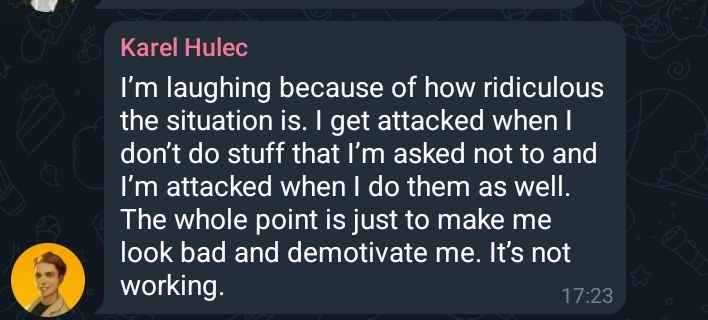 Karel Hulec
I'm laughing because of how ridiculous
the situation is. I get attacked when I
don't do stuff that I'm asked not to and
I'm attacked when I do them as well.
The whole point is just to make me
look bad and demotivate me. It's not
working.
17:23